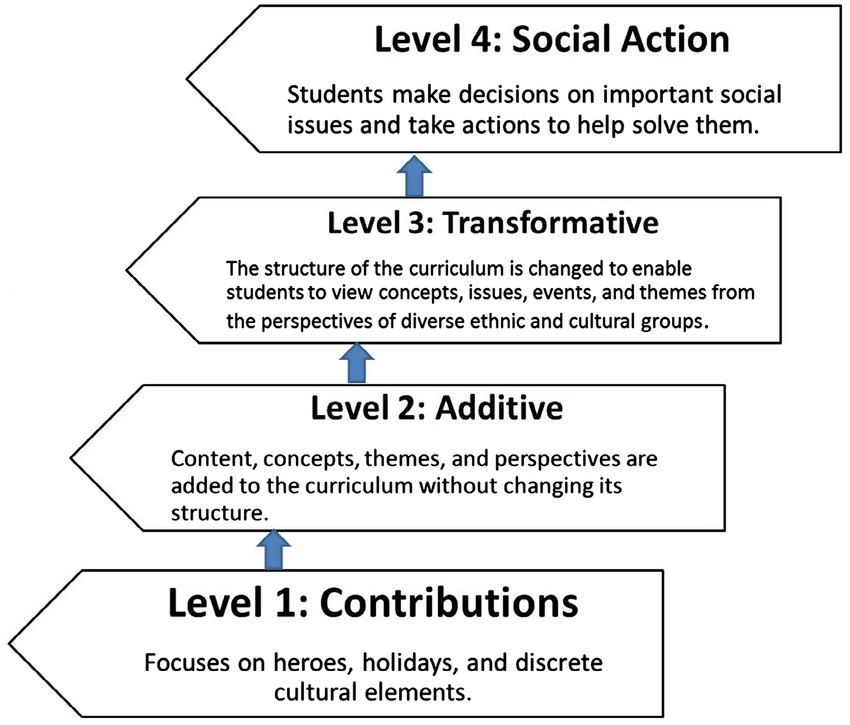 Level 4: Social Action
Students make decisions on important social
issues and take actions to help solve them.
Level 3: Transformative
The structure of the curriculum is changed to enable
students to view concepts, issues, events, and themes from
the perspectives of diverse ethnic and cultural groups.
Level 2: Additive
Content, concepts, themes, and perspectives are
added to the curriculum without changing its
structure.
Level 1: Contributions
Focuses on heroes, holidays, and discrete
cultural elements.